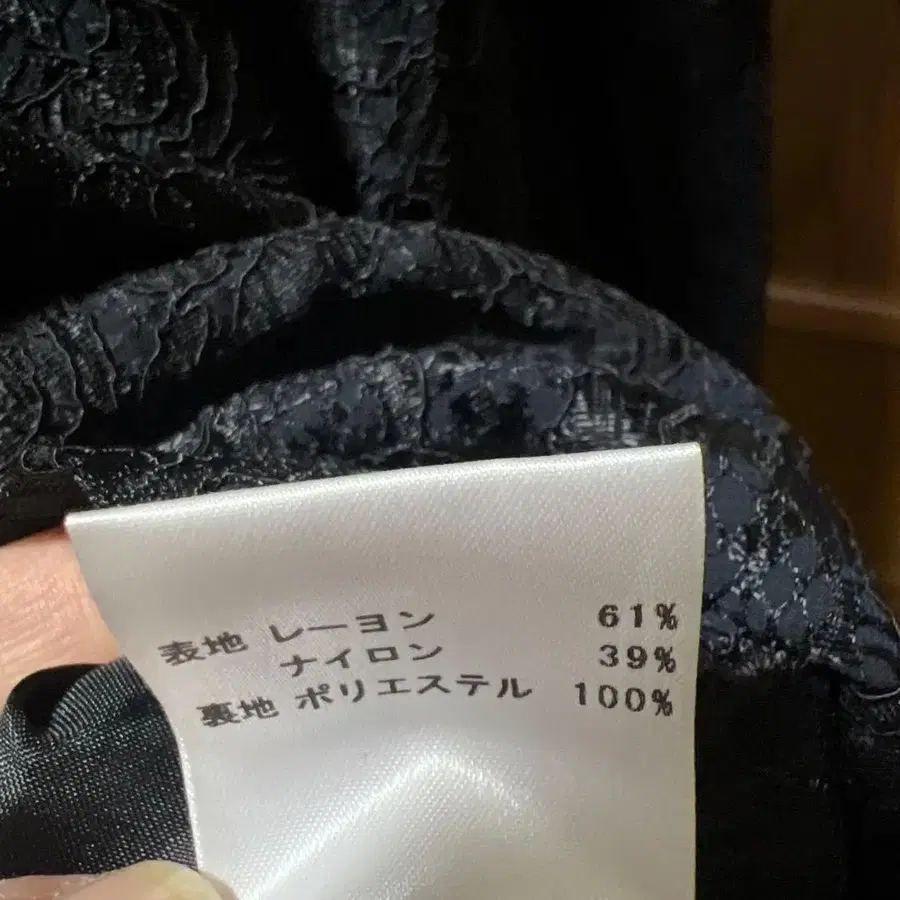 表地 レーヨン 61%
ナイロン 39%
裏地 ポリエステル 100%